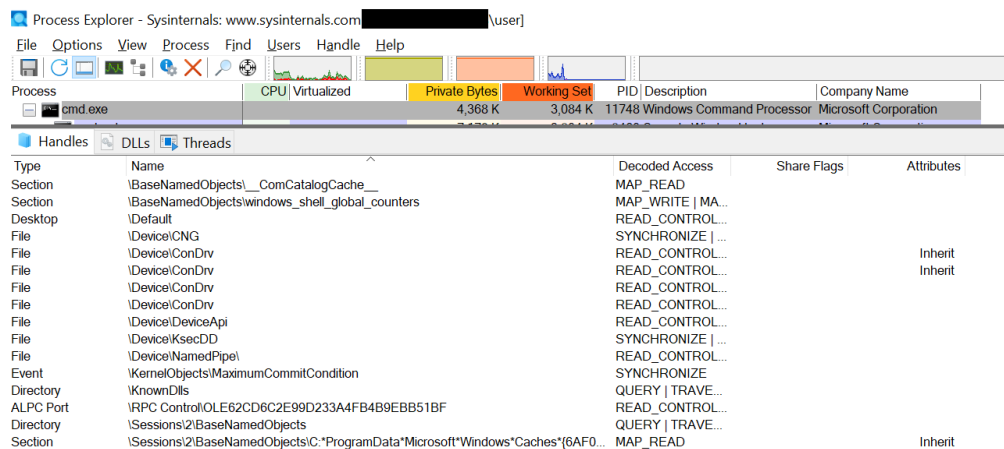 Process Explorer - Sysinternals: www.sysinternals.com \user]
File Options View Process Find Users Handle Help
Process CPU Virtualized Private Bytes Working Set PID Description Company Name
cmd.exe 4,368 K 3,084 K 11748 Windows Command Processor Microsoft Corporation
Handles DLLs Threads
Type Name Decoded Access Share Flags Attributes
Section \BaseNamedObjects\__ComCatalogCache__ MAP_READ
Section \BaseNamedObjects\windows_shell_global_counters MAP_WRITE | MA...
Desktop \Default READ_CONTROL...
File \Device\CNG SYNCHRONIZE | ...
File \Device\ConDrv READ_CONTROL... Inherit
File \Device\ConDrv READ_CONTROL... Inherit
File \Device\ConDrv READ_CONTROL...
File \Device\ConDrv READ_CONTROL...
File \Device\DeviceApi READ_CONTROL...
File \Device\KsecDD SYNCHRONIZE | ...
File \Device\NamedPipe\ READ_CONTROL...
Event \KernelObjects\MaximumCommitCondition SYNCHRONIZE
Directory \KnownDlls QUERY | TRAVE...
ALPC Port \RPC Control\OLE62CD6C2E99D233A4FB4B9EBB51BF READ_CONTROL...
Directory \Sessions\2\BaseNamedObjects QUERY | TRAVE...
Section \Sessions\2\BaseNamedObjects\C:*ProgramData*Microsoft*Windows*Caches*{6AF0... MAP_READ Inherit